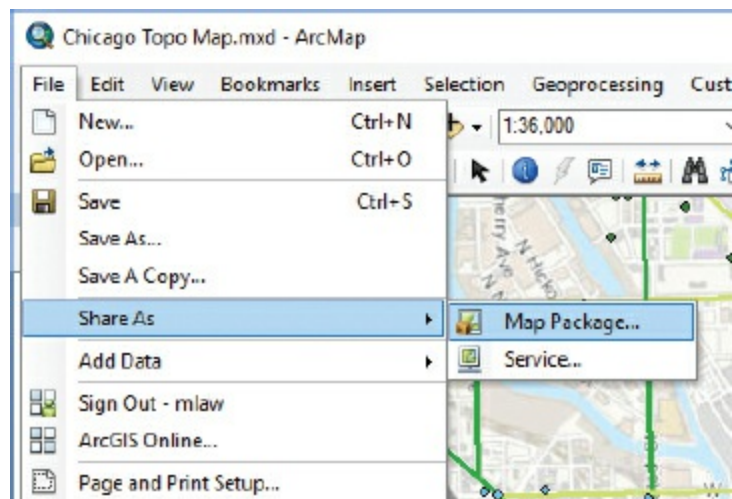 Chicago Topo Map.mxd - ArcMap
File Edit View Bookmarks Insert Selection Geoprocessing Cust
New... Ctrl+N
1:36,000
Open... Ctrl+O
Save Ctrl+S
Save As...
Save A Copy...
Share As
Map Package...
Service...
Add Data
Sign Out - mlaw
ArcGIS Online...
Page and Print Setup...